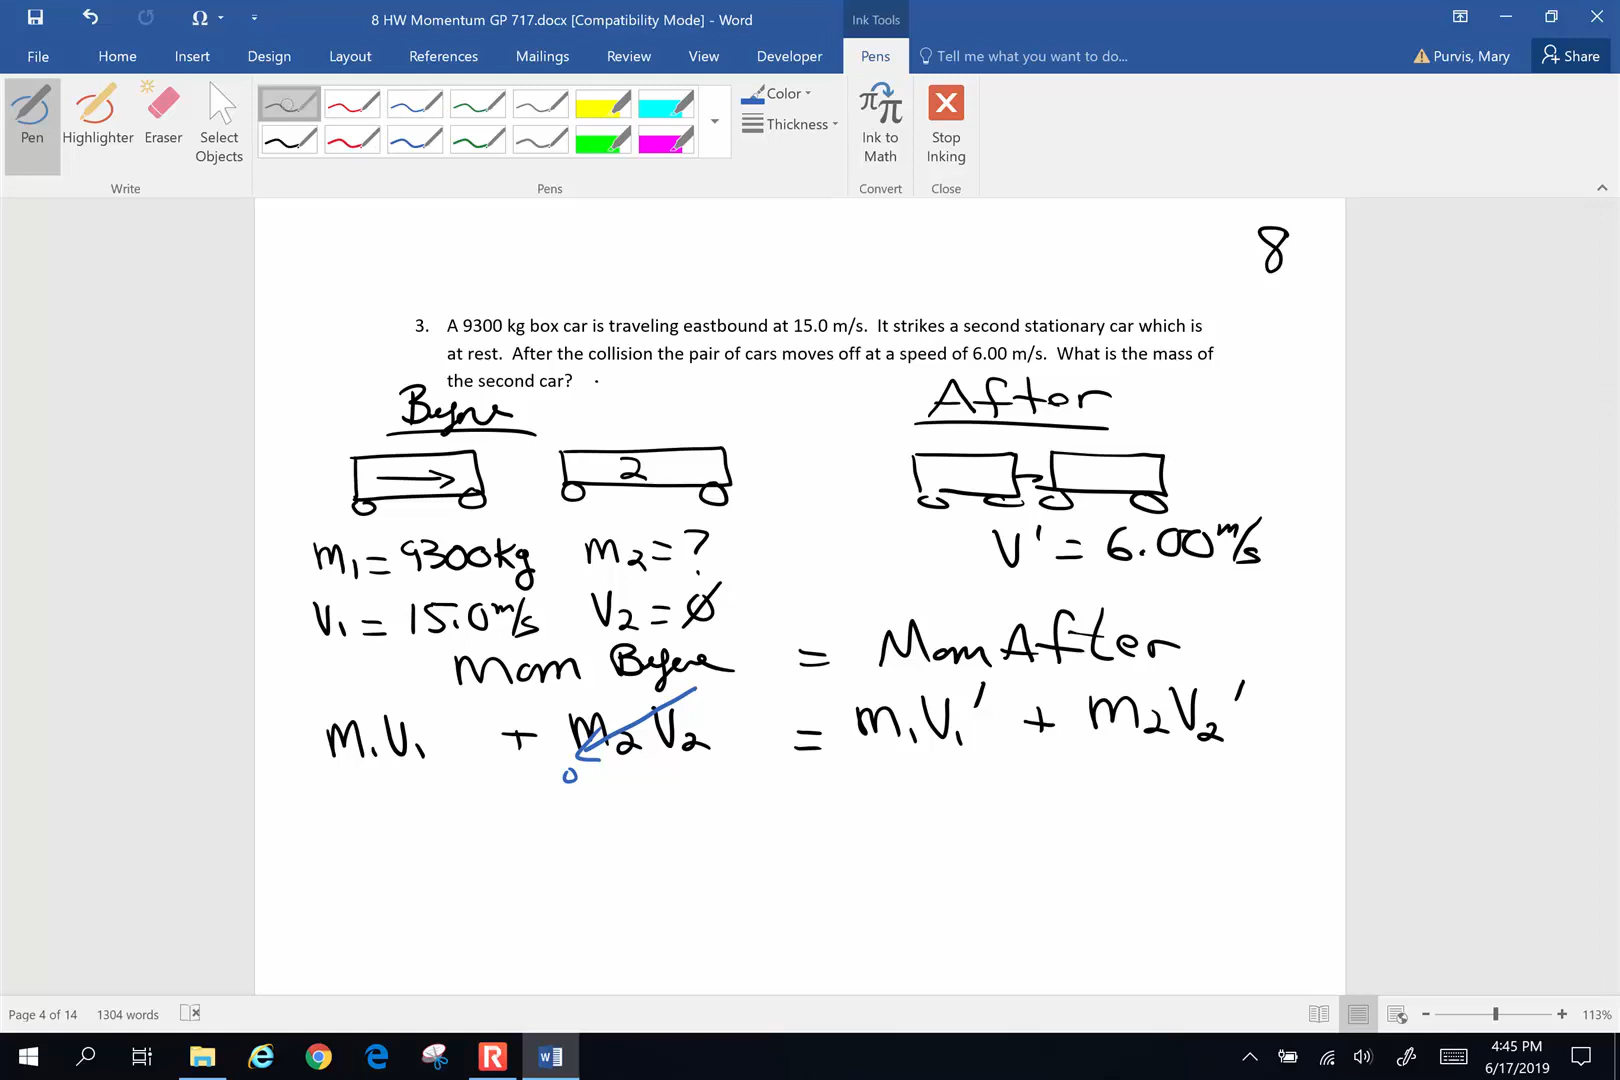 8 HW Momentum GP 717.docx [Compatibility Mode] - Word
Ink Tools
File Home Insert Design Layout References Mailings Review View Developer Pens Tell me what you want to do... Purvis, Mary Share
Pen Highlighter Eraser Select Objects
Color
Thickness
Ink to Math
Stop Inking
Write Pens Convert Close
8
3. A 9300 kg box car is traveling eastbound at 15.0 m/s. It strikes a second stationary car which is
at rest. After the collision the pair of cars moves off at a speed of 6.00 m/s. What is the mass of
the second car?
Before After
2
m₁ = 9300kg m₂ = ? V' = 6.00 m/s
V₁ = 15.0 m/s V₂ = 0
Mom Before = Mom After
m₁V₁ + m₂V₂ = m₁V₁' + m₂V₂'
0
Page 4 of 14 1304 words 113%
4:45 PM
6/17/2019